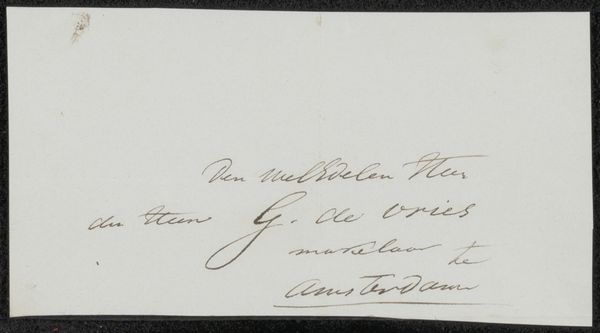 Den WelEdelen Heer
den Heer G. de Vries
makelaar te
Amsterdam